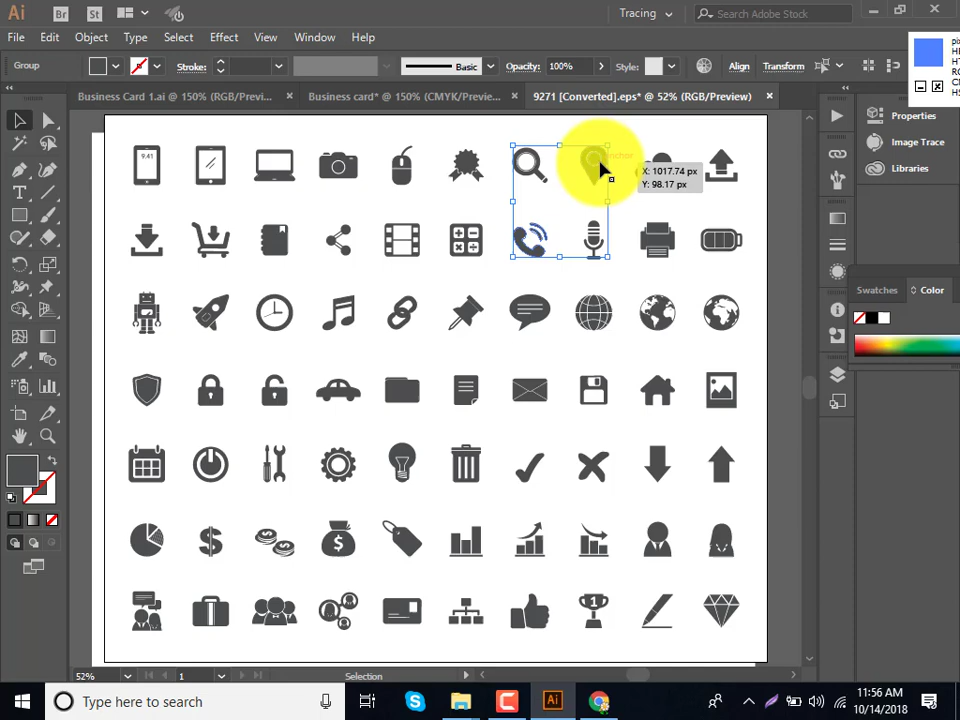 Ai Br St Tracing Search Adobe Stock
File Edit Object Type Select Effect View Window Help
Group Stroke: Basic Opacity: 100% Style: Align Transform
Business Card 1.ai @ 150% (RGB/Previ... Business card* @ 150% (CMYK/Previe... 9271 [Converted].eps* @ 52% (RGB/Preview)
Properties
Image Trace
Libraries
9.41
X: 1017.74 px
Y: 98.17 px
Swatches Color
$
$
1
52% 1 Selection
Type here to search
11:56 AM
10/14/2018